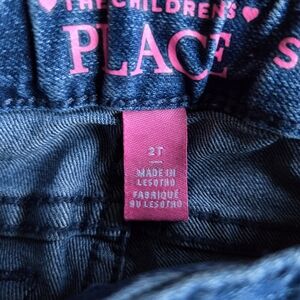 THE CHILDREN'S
PLACE S
2T
MADE IN
LESOTHO
FABRIQUÉ
AU LESOTHO